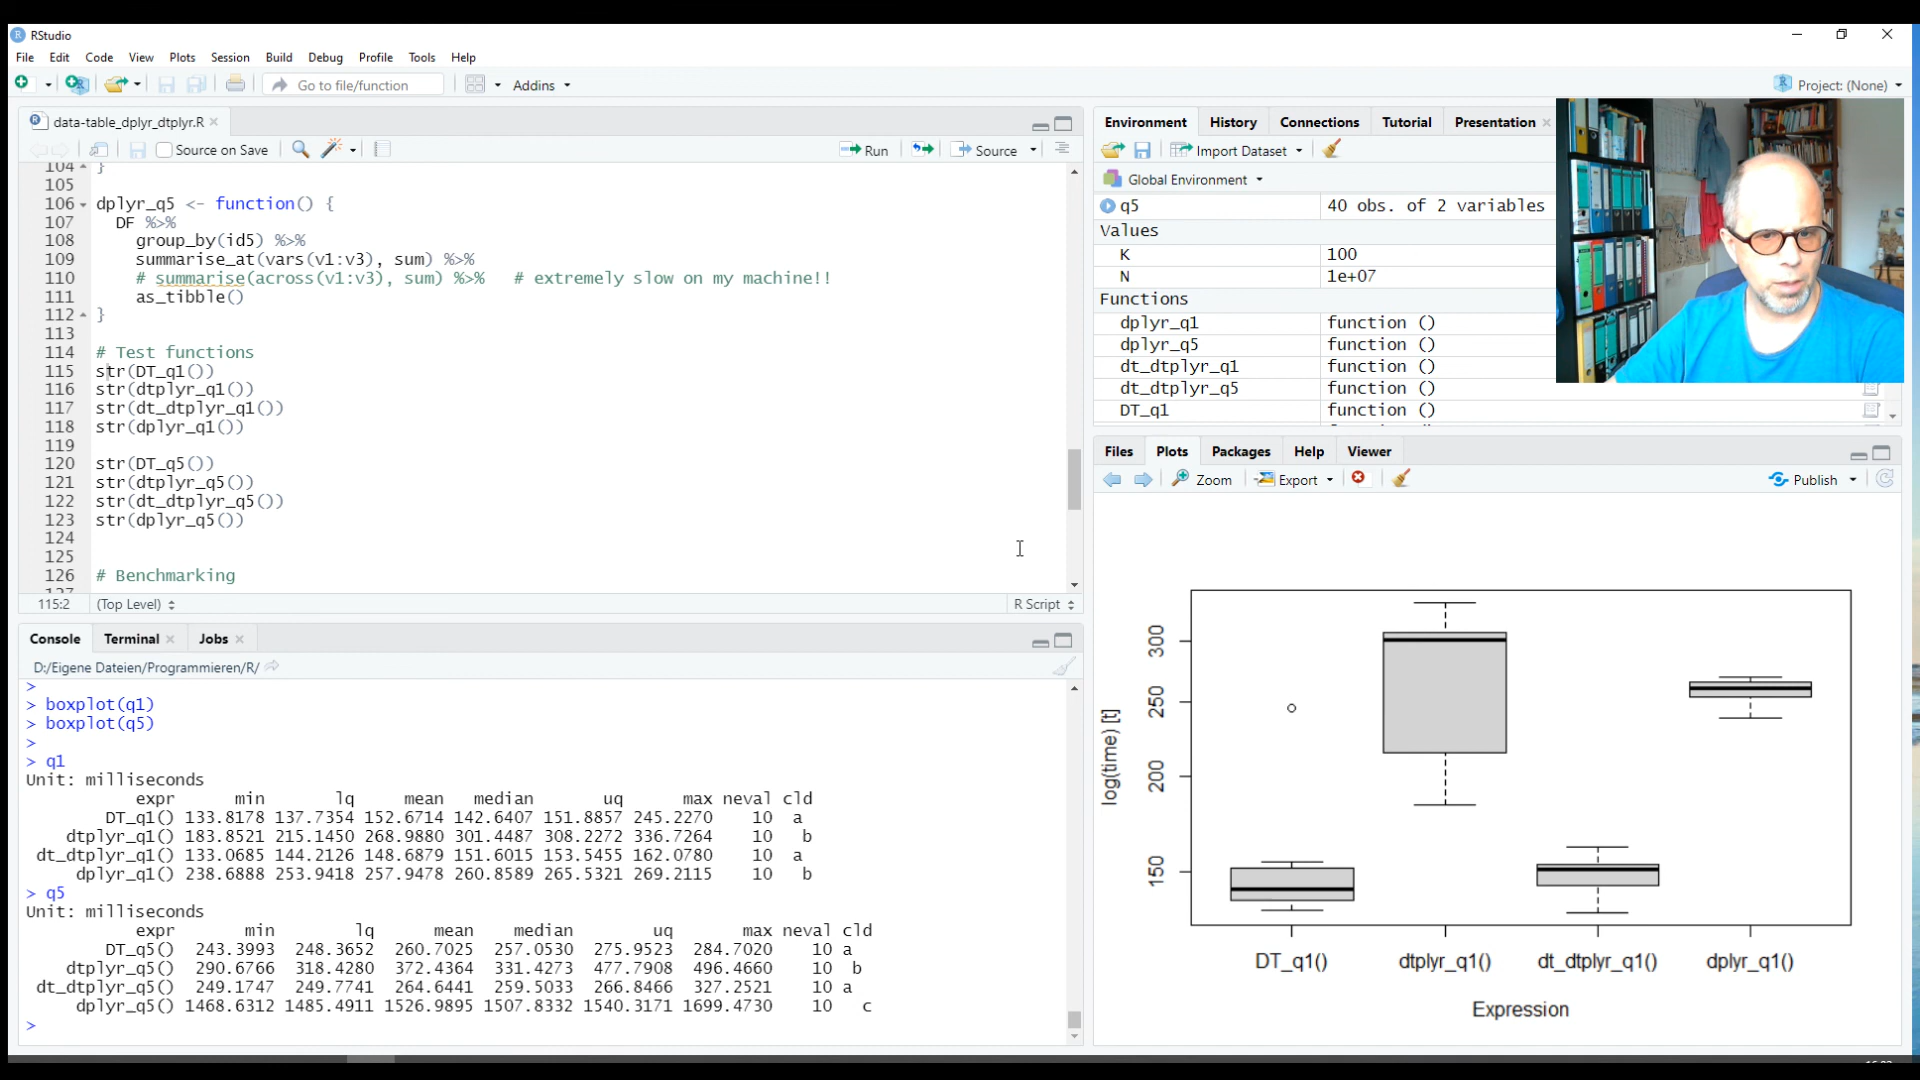 RStudio
File Edit Code View Plots Session Build Debug Profile Tools Help
Go to file/function Addins Project: (None)
data-table_dplyr_dtplyr.R
Source on Save Run Source
104 }
105
106 dplyr_q5 <- function() {
107 DF %>%
108 group_by(id5) %>%
109 summarise_at(vars(v1:v3), sum) %>%
110 # summarise(across(v1:v3), sum) %>% # extremely slow on my machine!!
111 as_tibble()
112 }
113
114 # Test functions
115 str(DT_q1())
116 str(dtplyr_q1())
117 str(dt_dtplyr_q1())
118 str(dplyr_q1())
119
120 str(DT_q5())
121 str(dtplyr_q5())
122 str(dt_dtplyr_q5())
123 str(dplyr_q5())
124
125
126 # Benchmarking
115:2 (Top Level) R Script
Console Terminal Jobs
D:/Eigene Dateien/Programmieren/R/
>
> boxplot(q1)
> boxplot(q5)
>
> q1
Unit: milliseconds
expr min lq mean median uq max neval cld
DT_q1() 133.8178 137.7354 152.6714 142.6407 151.8857 245.2270 10 a
dtplyr_q1() 183.8521 215.1450 268.9880 301.4487 308.2272 336.7264 10 b
dt_dtplyr_q1() 133.0685 144.2126 148.6879 151.6015 153.5455 162.0780 10 a
dplyr_q1() 238.6888 253.9418 257.9478 260.8589 265.5321 269.2115 10 b
> q5
Unit: milliseconds
expr min lq mean median uq max neval cld
DT_q5() 243.3993 248.3652 260.7025 257.0530 275.9523 284.7020 10 a
dtplyr_q5() 290.6766 318.4280 372.4364 331.4273 477.7908 496.4660 10 b
dt_dtplyr_q5() 249.1747 249.7741 264.6441 259.5033 266.8466 327.2521 10 a
dplyr_q5() 1468.6312 1485.4911 1526.9895 1507.8332 1540.3171 1699.4730 10 c
>
Environment History Connections Tutorial Presentation
Import Dataset
Global Environment
q5 40 obs. of 2 variables
Values
K 100
N 1e+07
Functions
dplyr_q1 function ()
dplyr_q5 function ()
dt_dtplyr_q1 function ()
dt_dtplyr_q5 function ()
DT_q1 function ()
Files Plots Packages Help Viewer
Zoom Export Publish
log(time) [t]
300
250
200
150
DT_q1() dtplyr_q1() dt_dtplyr_q1() dplyr_q1()
Expression